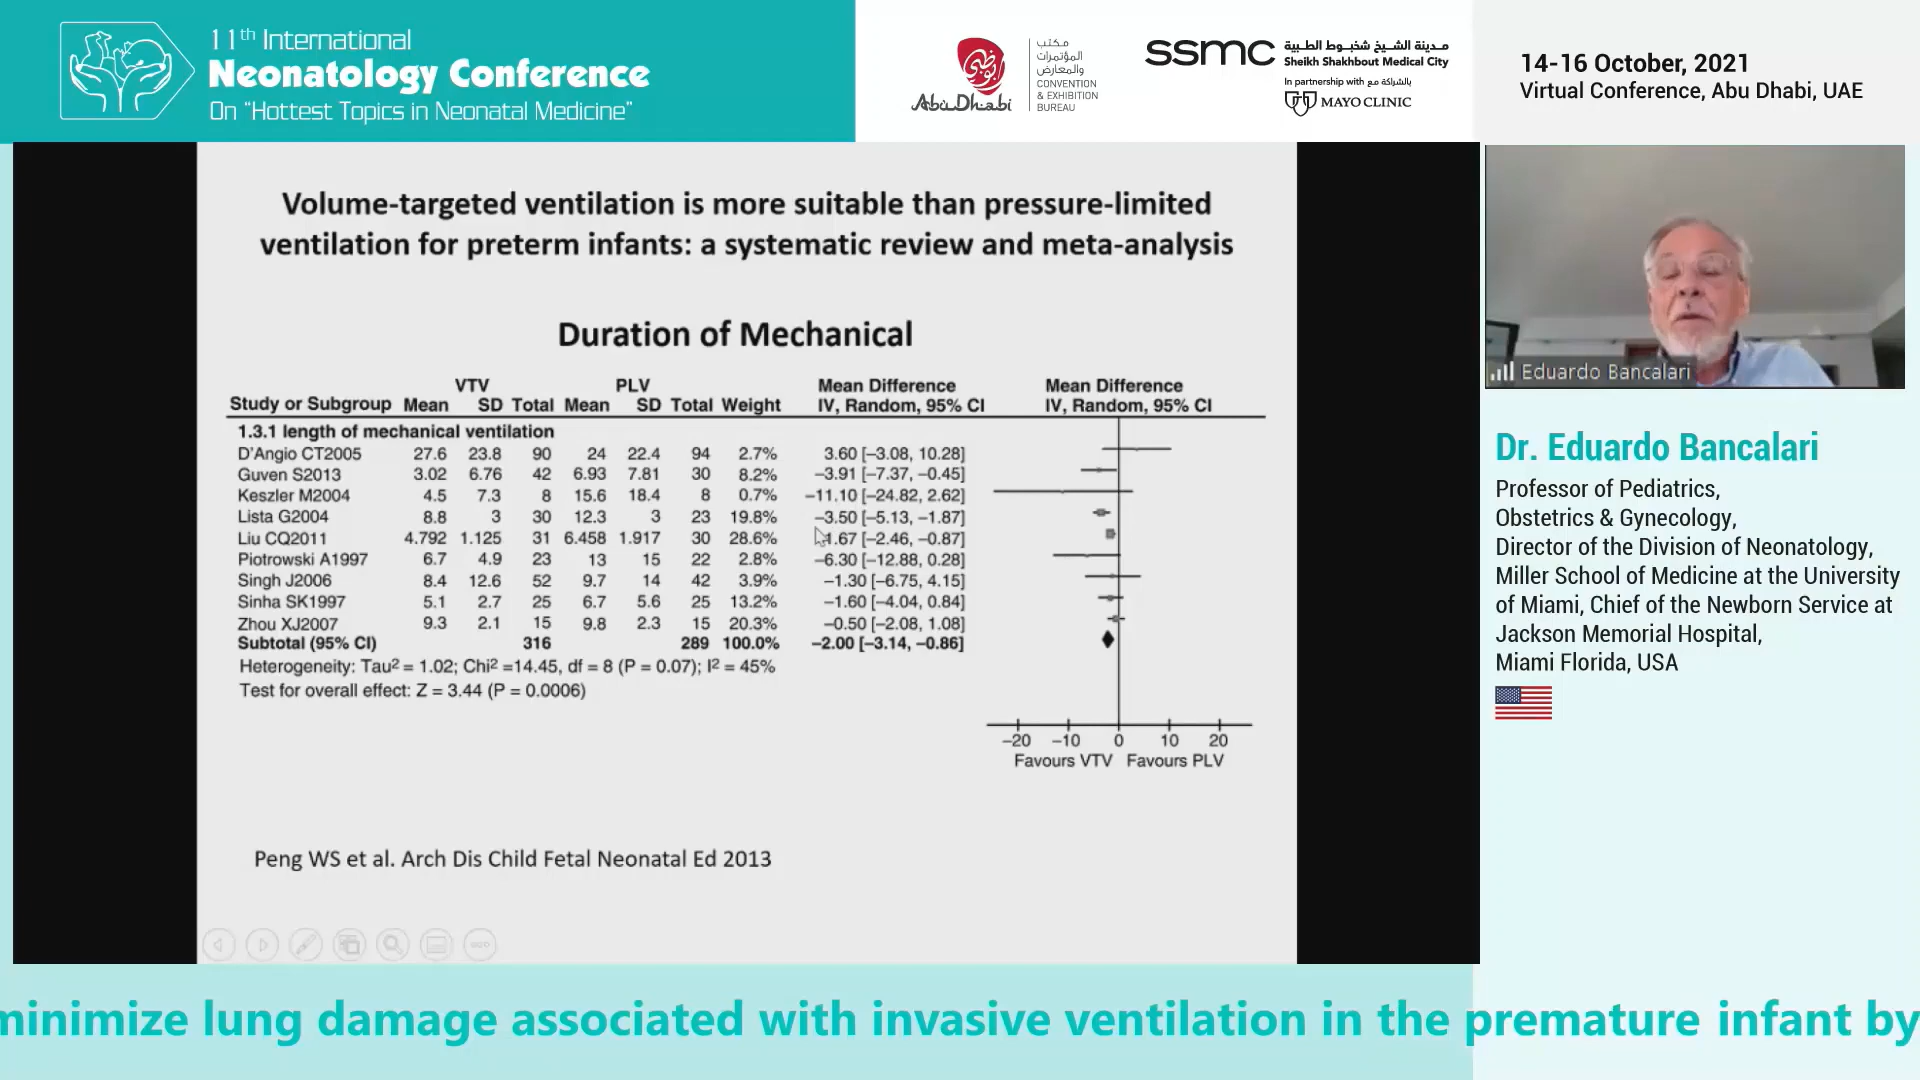 11th International
Neonatology Conference
On "Hottest Topics in Neonatal Medicine"
AbuDhabi
مكتب
المؤتمرات
والمعارض
CONVENTION
& EXHIBITION
BUREAU
ssmc
مدينة الشيخ شخبوط الطبية
Sheikh Shakhbout Medical City
In partnership with بالشراكة مع
MAYO CLINIC
14-16 October, 2021
Virtual Conference, Abu Dhabi, UAE
Volume-targeted ventilation is more suitable than pressure-limited
ventilation for preterm infants: a systematic review and meta-analysis
Duration of Mechanical
VTV PLV Mean Difference Mean Difference
Study or Subgroup Mean SD Total Mean SD Total Weight IV, Random, 95% CI IV, Random, 95% CI
1.3.1 length of mechanical ventilation
D'Angio CT2005 27.6 23.8 90 24 22.4 94 2.7% 3.60 [−3.08, 10.28]
Guven S2013 3.02 6.76 42 6.93 7.81 30 8.2% −3.91 [−7.37, −0.45]
Keszler M2004 4.5 7.3 8 15.6 18.4 8 0.7% −11.10 [−24.82, 2.62]
Lista G2004 8.8 3 30 12.3 3 23 19.8% −3.50 [−5.13, −1.87]
Liu CQ2011 4.792 1.125 31 6.458 1.917 30 28.6% 1.67 [−2.46, −0.87]
Piotrowski A1997 6.7 4.9 23 13 15 22 2.8% −6.30 [−12.88, 0.28]
Singh J2006 8.4 12.6 52 9.7 14 42 3.9% −1.30 [−6.75, 4.15]
Sinha SK1997 5.1 2.7 25 6.7 5.6 25 13.2% −1.60 [−4.04, 0.84]
Zhou XJ2007 9.3 2.1 15 9.8 2.3 15 20.3% −0.50 [−2.08, 1.08]
Subtotal (95% CI) 316 289 100.0% −2.00 [−3.14, −0.86]
Heterogeneity: Tau² = 1.02; Chi² =14.45, df = 8 (P = 0.07); I² = 45%
Test for overall effect: Z = 3.44 (P = 0.0006)
−20 −10 0 10 20
Favours VTV Favours PLV
Peng WS et al. Arch Dis Child Fetal Neonatal Ed 2013
Eduardo Bancalari
Dr. Eduardo Bancalari
Professor of Pediatrics,
Obstetrics & Gynecology,
Director of the Division of Neonatology,
Miller School of Medicine at the University
of Miami, Chief of the Newborn Service at
Jackson Memorial Hospital,
Miami Florida, USA
minimize lung damage associated with invasive ventilation in the premature infant by